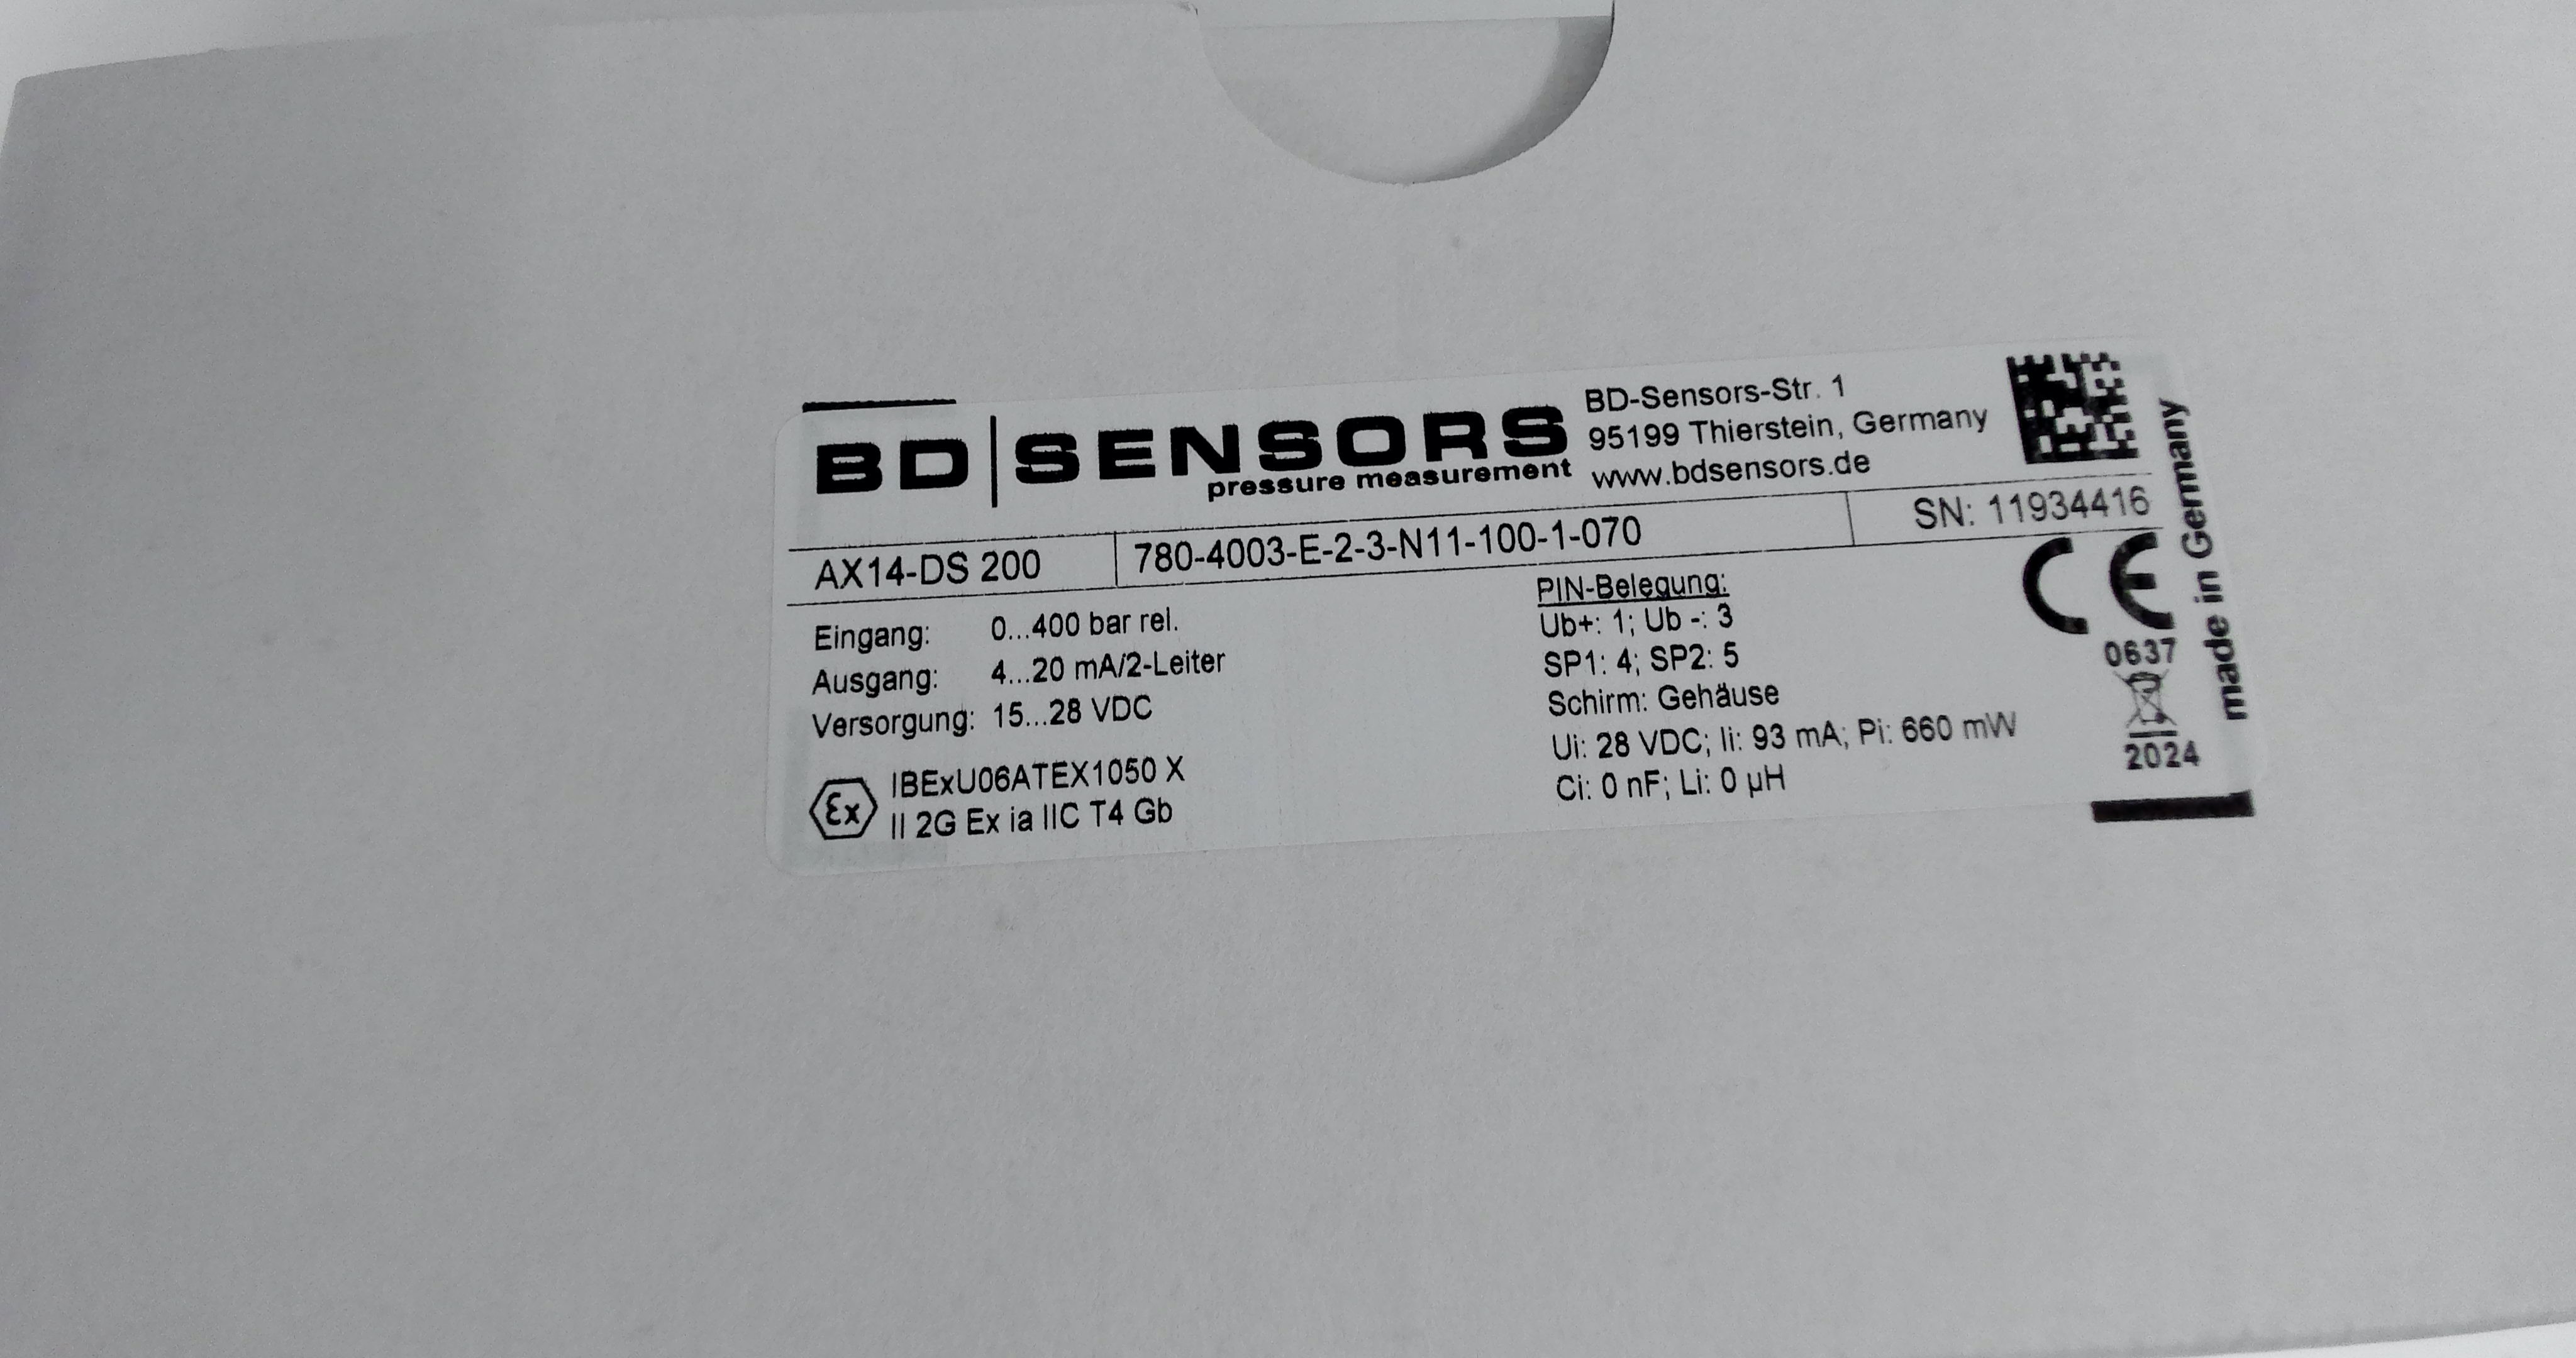 BD|SENSORS
pressure measurement
BD-Sensors-Str. 1
95199 Thierstein, Germany
www.bdsensors.de
AX14-DS 200
780-4003-E-2-3-N11-100-1-070
SN: 11934416
Eingang: 0...400 bar rel.
Ausgang: 4...20 mA/2-Leiter
Versorgung: 15...28 VDC
Ex
IBExU06ATEX1050 X
II 2G Ex ia IIC T4 Gb
PIN-Belegung:
Ub+: 1; Ub -: 3
SP1: 4; SP2: 5
Schirm: Gehäuse
Ui: 28 VDC; Ii: 93 mA; Pi: 660 mW
Ci: 0 nF; Li: 0 µH
CE
0637
2024
made in Germany